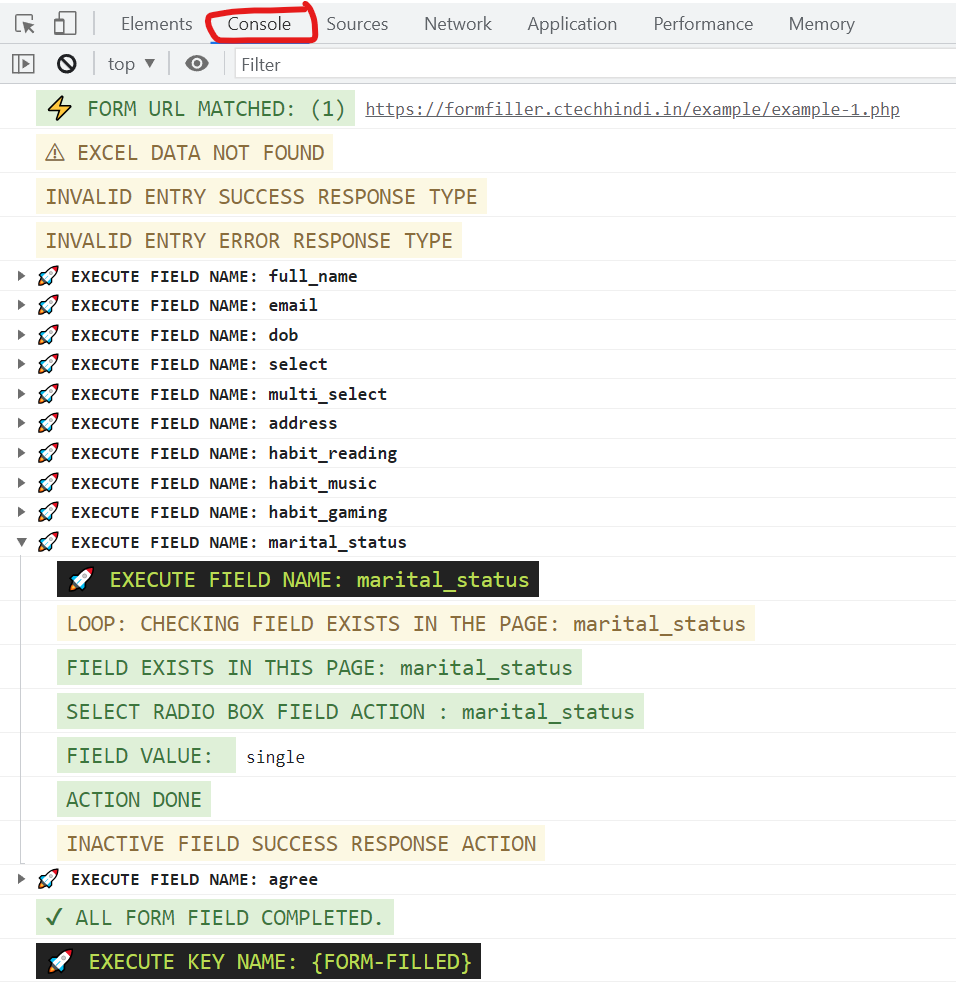 Elements Console Sources Network Application Performance Memory
top ▼ Filter
⚡ FORM URL MATCHED: (1) https://formfiller.ctechhindi.in/example/example-1.php
⚠ EXCEL DATA NOT FOUND
INVALID ENTRY SUCCESS RESPONSE TYPE
INVALID ENTRY ERROR RESPONSE TYPE
▶ 🚀 EXECUTE FIELD NAME: full_name
▶ 🚀 EXECUTE FIELD NAME: email
▶ 🚀 EXECUTE FIELD NAME: dob
▶ 🚀 EXECUTE FIELD NAME: select
▶ 🚀 EXECUTE FIELD NAME: multi_select
▶ 🚀 EXECUTE FIELD NAME: address
▶ 🚀 EXECUTE FIELD NAME: habit_reading
▶ 🚀 EXECUTE FIELD NAME: habit_music
▶ 🚀 EXECUTE FIELD NAME: habit_gaming
▼ 🚀 EXECUTE FIELD NAME: marital_status
🚀 EXECUTE FIELD NAME: marital_status
LOOP: CHECKING FIELD EXISTS IN THE PAGE: marital_status
FIELD EXISTS IN THIS PAGE: marital_status
SELECT RADIO BOX FIELD ACTION : marital_status
FIELD VALUE: single
ACTION DONE
INACTIVE FIELD SUCCESS RESPONSE ACTION
▶ 🚀 EXECUTE FIELD NAME: agree
✓ ALL FORM FIELD COMPLETED.
🚀 EXECUTE KEY NAME: {FORM-FILLED}